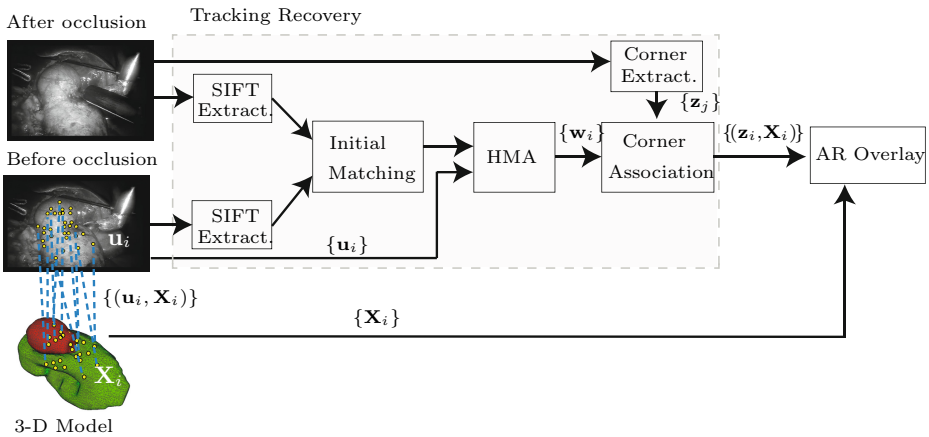 Tracking Recovery
After occlusion
Corner
Extract.
SIFT
Extract.
{z_j}
{w_i}
{(z_i, X_i)}
Initial
Matching
HMA
Corner
Association
AR Overlay
Before occlusion
SIFT
Extract.
u_i
{u_i}
{(u_i, X_i)}
{X_i}
X_i
3-D Model